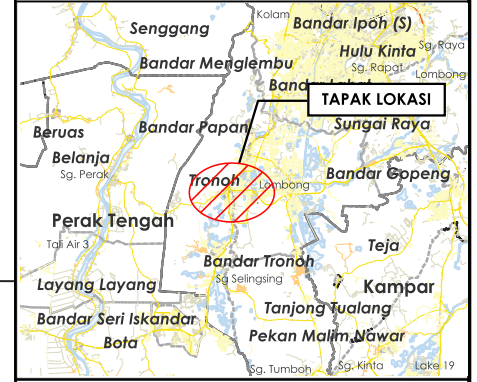 Kolam
Senggang
Bandar Ipoh (S)
Hulu Kinta
Sg. Raya
Bandar Menglembu
Sg. Rapat
Lombong
TAPAK LOKASI
Bandar Papan
Sungai Raya
Beruas
Belanja
Sg. Perak
Tronoh
Lombong
Bandar Gopeng
Perak Tengah
Tali Air 3
Teja
Bandar Tronoh
Sg Selingsing
Layang Layang
Kampar
Tanjong Tualang
Bandar Seri Iskandar
Bota
Pekan Malim Nawar
Sg. Tumboh
Sg. Kinta
Lake 19